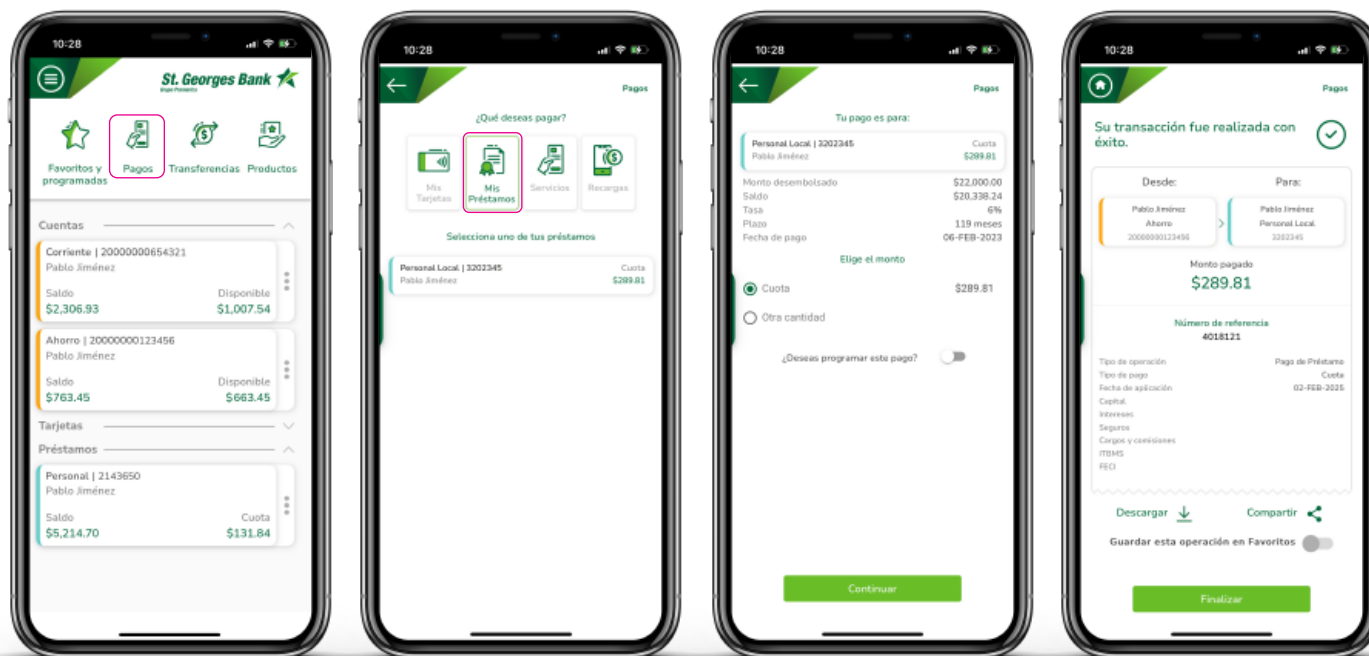 10:28
St. Georges Bank
Grupo Promerica
Favoritos y programadas
Pagos
Transferencias
Productos
Cuentas
Corriente | 20000000654321
Pablo Jiménez
Saldo Disponible
$2,306.93 $1,007.54
Ahorro | 20000000123456
Pablo Jiménez
Saldo Disponible
$763.45 $663.45
Tarjetas
Préstamos
Personal | 2143650
Pablo Jiménez
Saldo Cuota
$5,214.70 $131.84
10:28
Pagos
¿Qué deseas pagar?
Mis Tarjetas
Mis Préstamos
Servicios
Recargas
Selecciona uno de tus préstamos
Personal Local | 3202345 Cuota
Pablo Jiménez $289.81
10:28
Pagos
Tu pago es para:
Personal Local | 3202345 Cuota
Pablo Jiménez $289.81
Monto desembolsado $22,000.00
Saldo $20,338.24
Tasa 6%
Plazo 119 meses
Fecha de pago 06-FEB-2023
Elige el monto
Cuota $289.81
Otra cantidad
¿Deseas programar este pago?
Continuar
10:28
Pagos
Su transacción fue realizada con
éxito.
Desde: Para:
Pablo Jiménez
Ahorro
20000000123456
Pablo Jiménez
Personal Local
3202345
Monto pagado
$289.81
Número de referencia
4018121
Tipo de operación Pago de Préstamo
Tipo de pago Cuota
Fecha de aplicación 02-FEB-2025
Capital
Intereses
Seguros
Cargos y comisiones
ITBMS
FECI
Descargar Compartir
Guardar esta operación en Favoritos
Finalizar